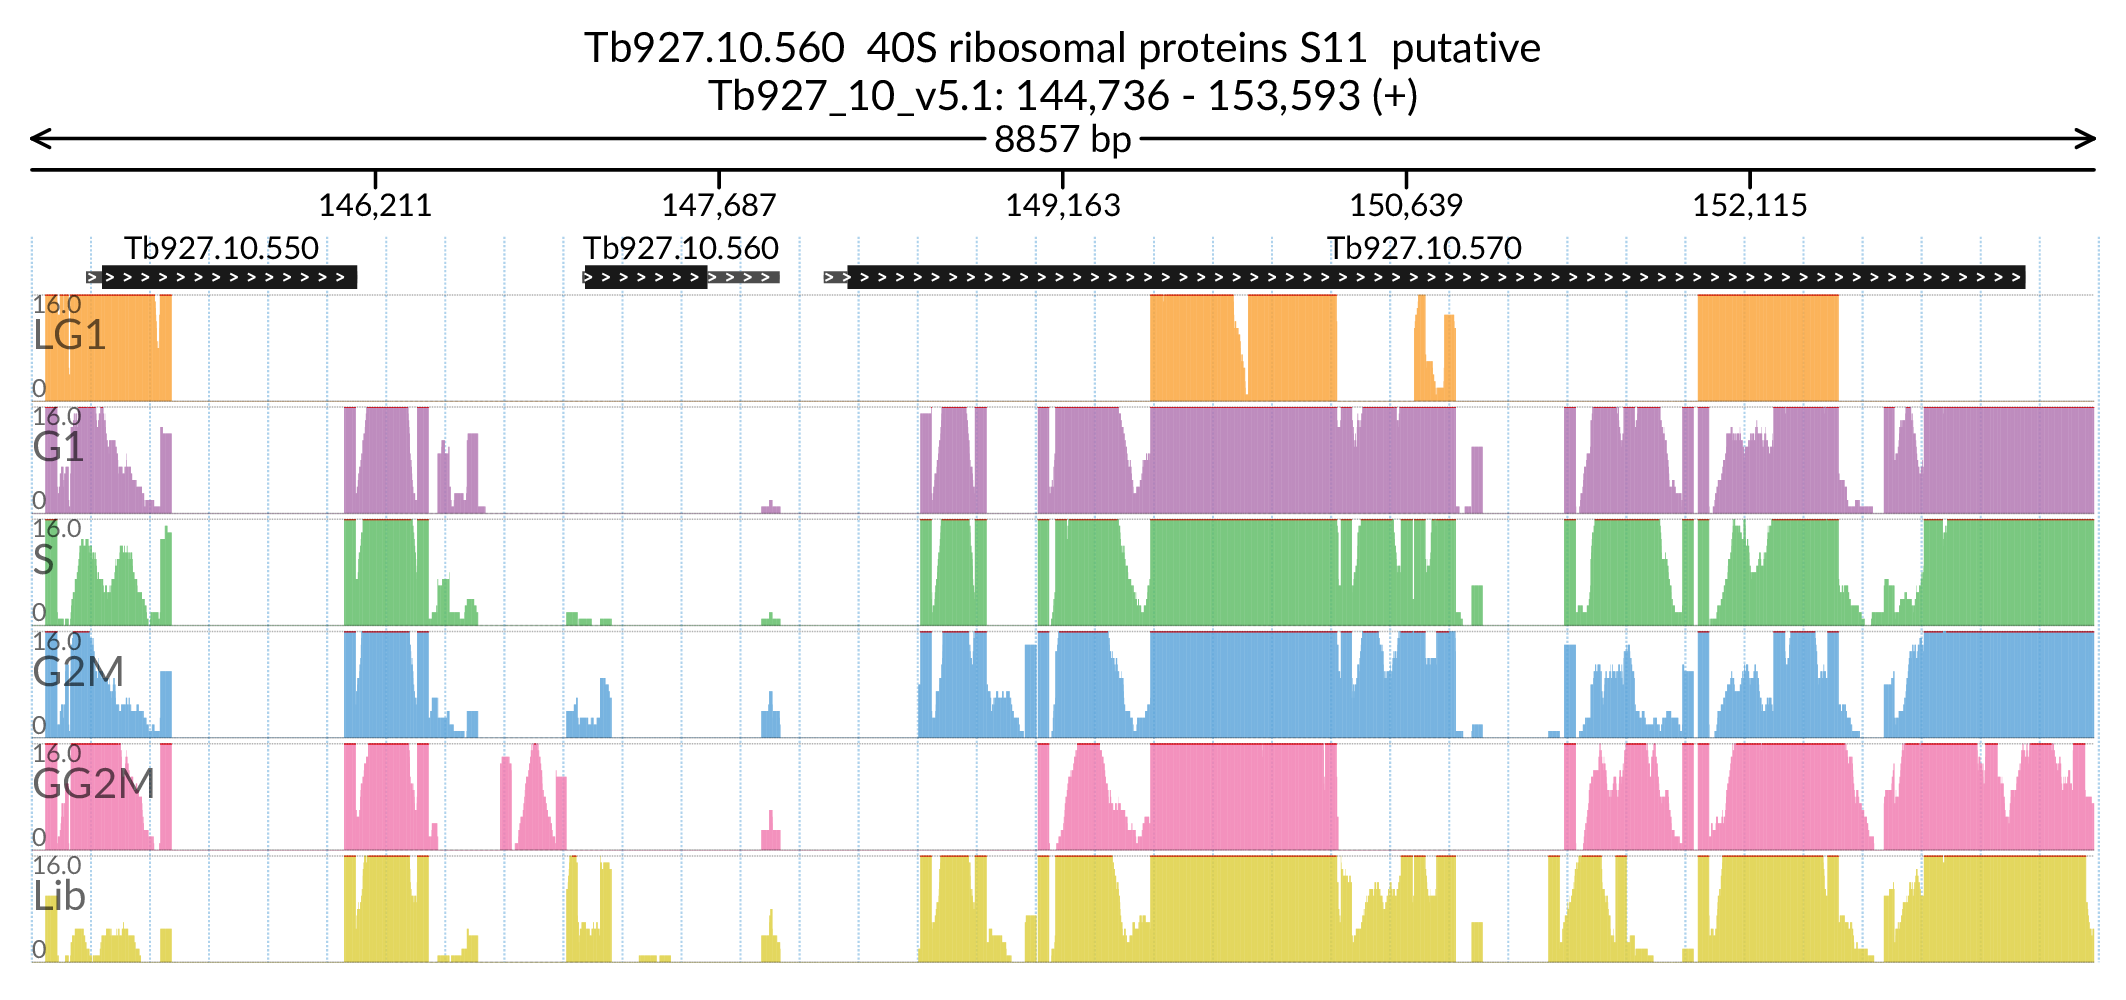 Tb927.10.560  40S ribosomal proteins S11  putative
Tb927_10_v5.1: 144,736 - 153,593 (+)
8857 bp
146,211 147,687 149,163 150,639 152,115
Tb927.10.550 Tb927.10.560 Tb927.10.570
16.0
LG1
0
16.0
G1
0
16.0
S
0
16.0
G2M
0
16.0
GG2M
0
16.0
Lib
0